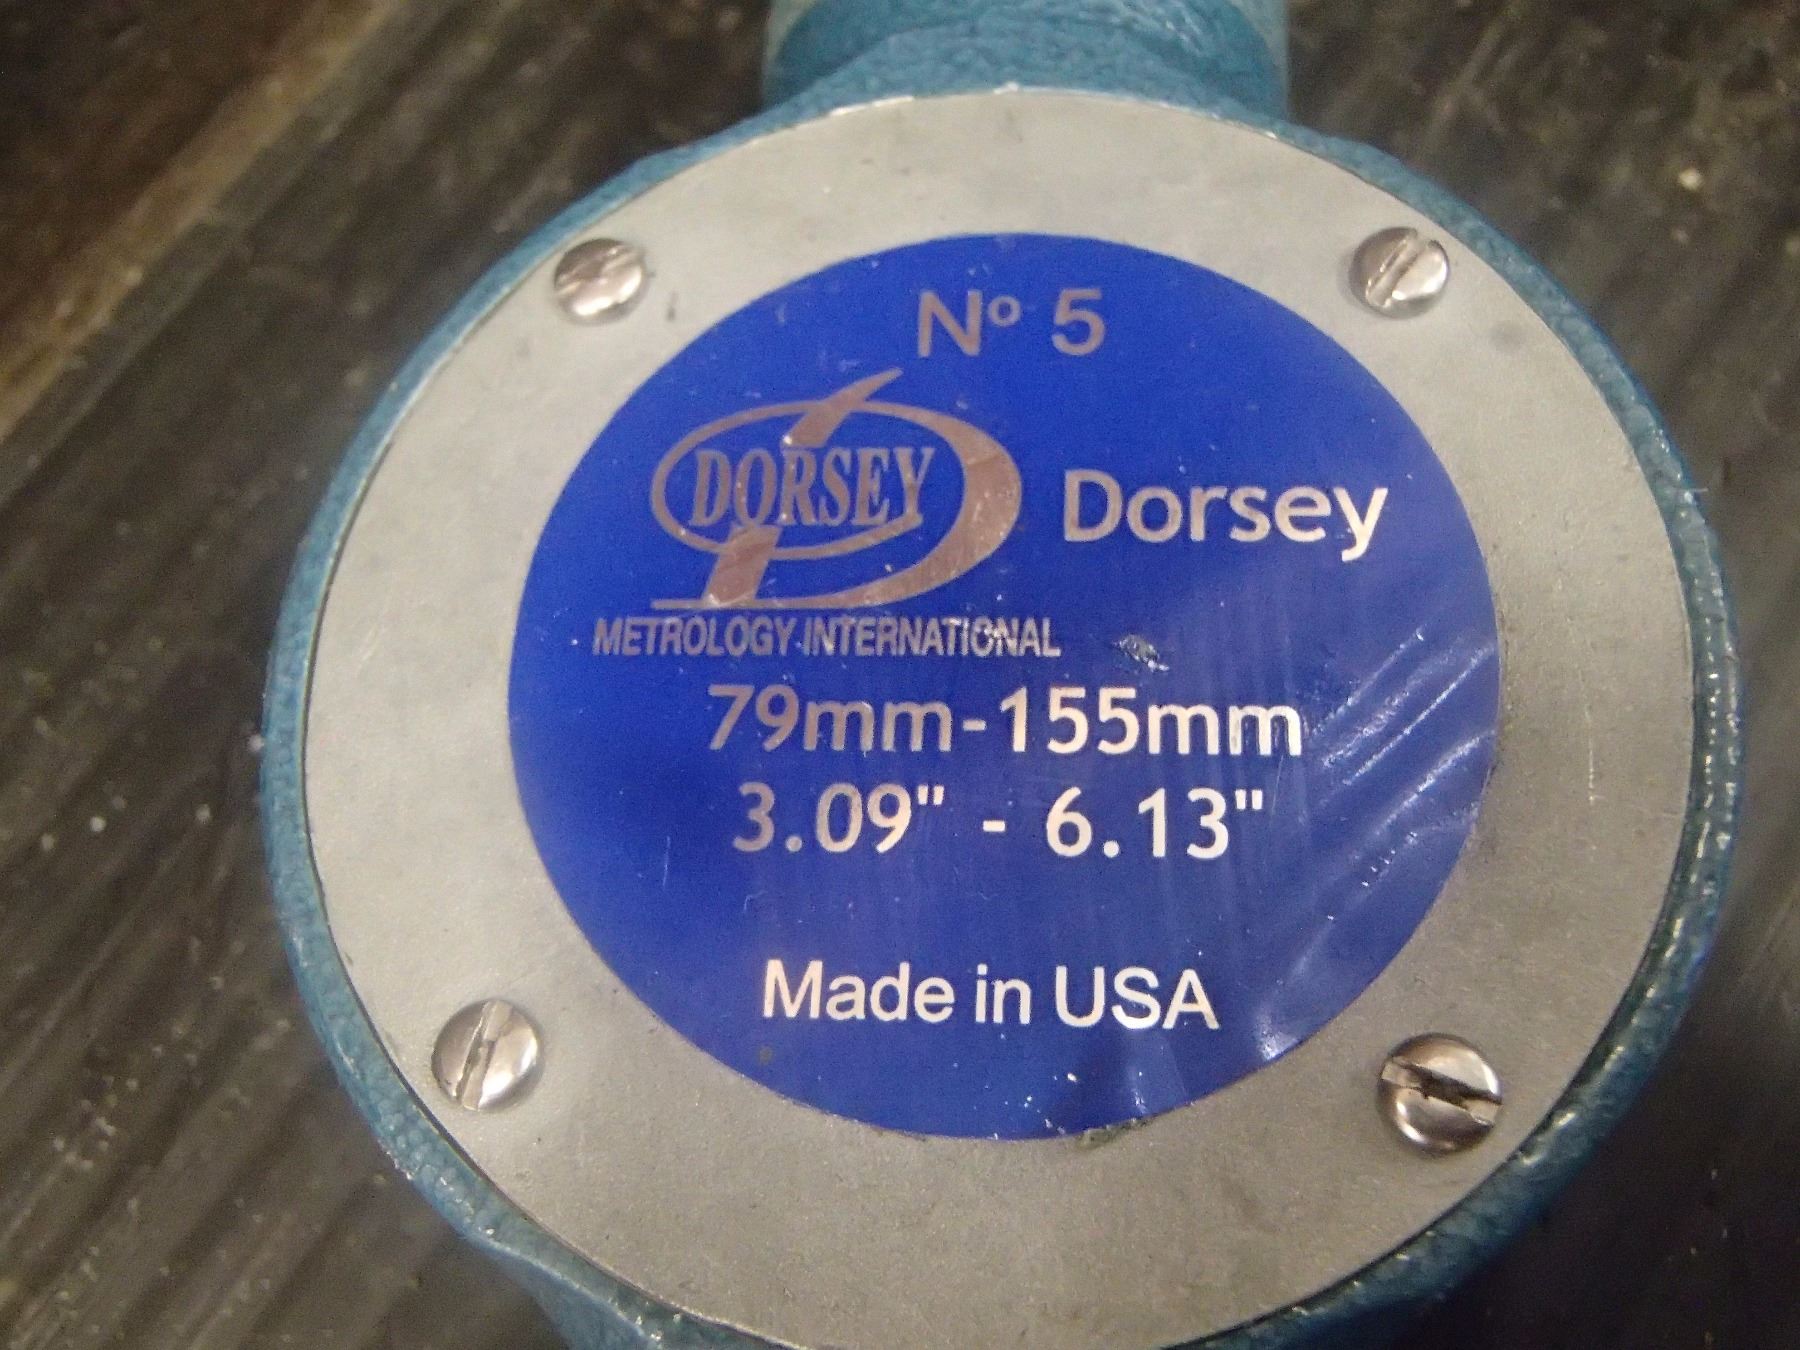 Nº 5
DORSEY
Dorsey
METROLOGY INTERNATIONAL
79mm-155mm
3.09" - 6.13"
Made in USA